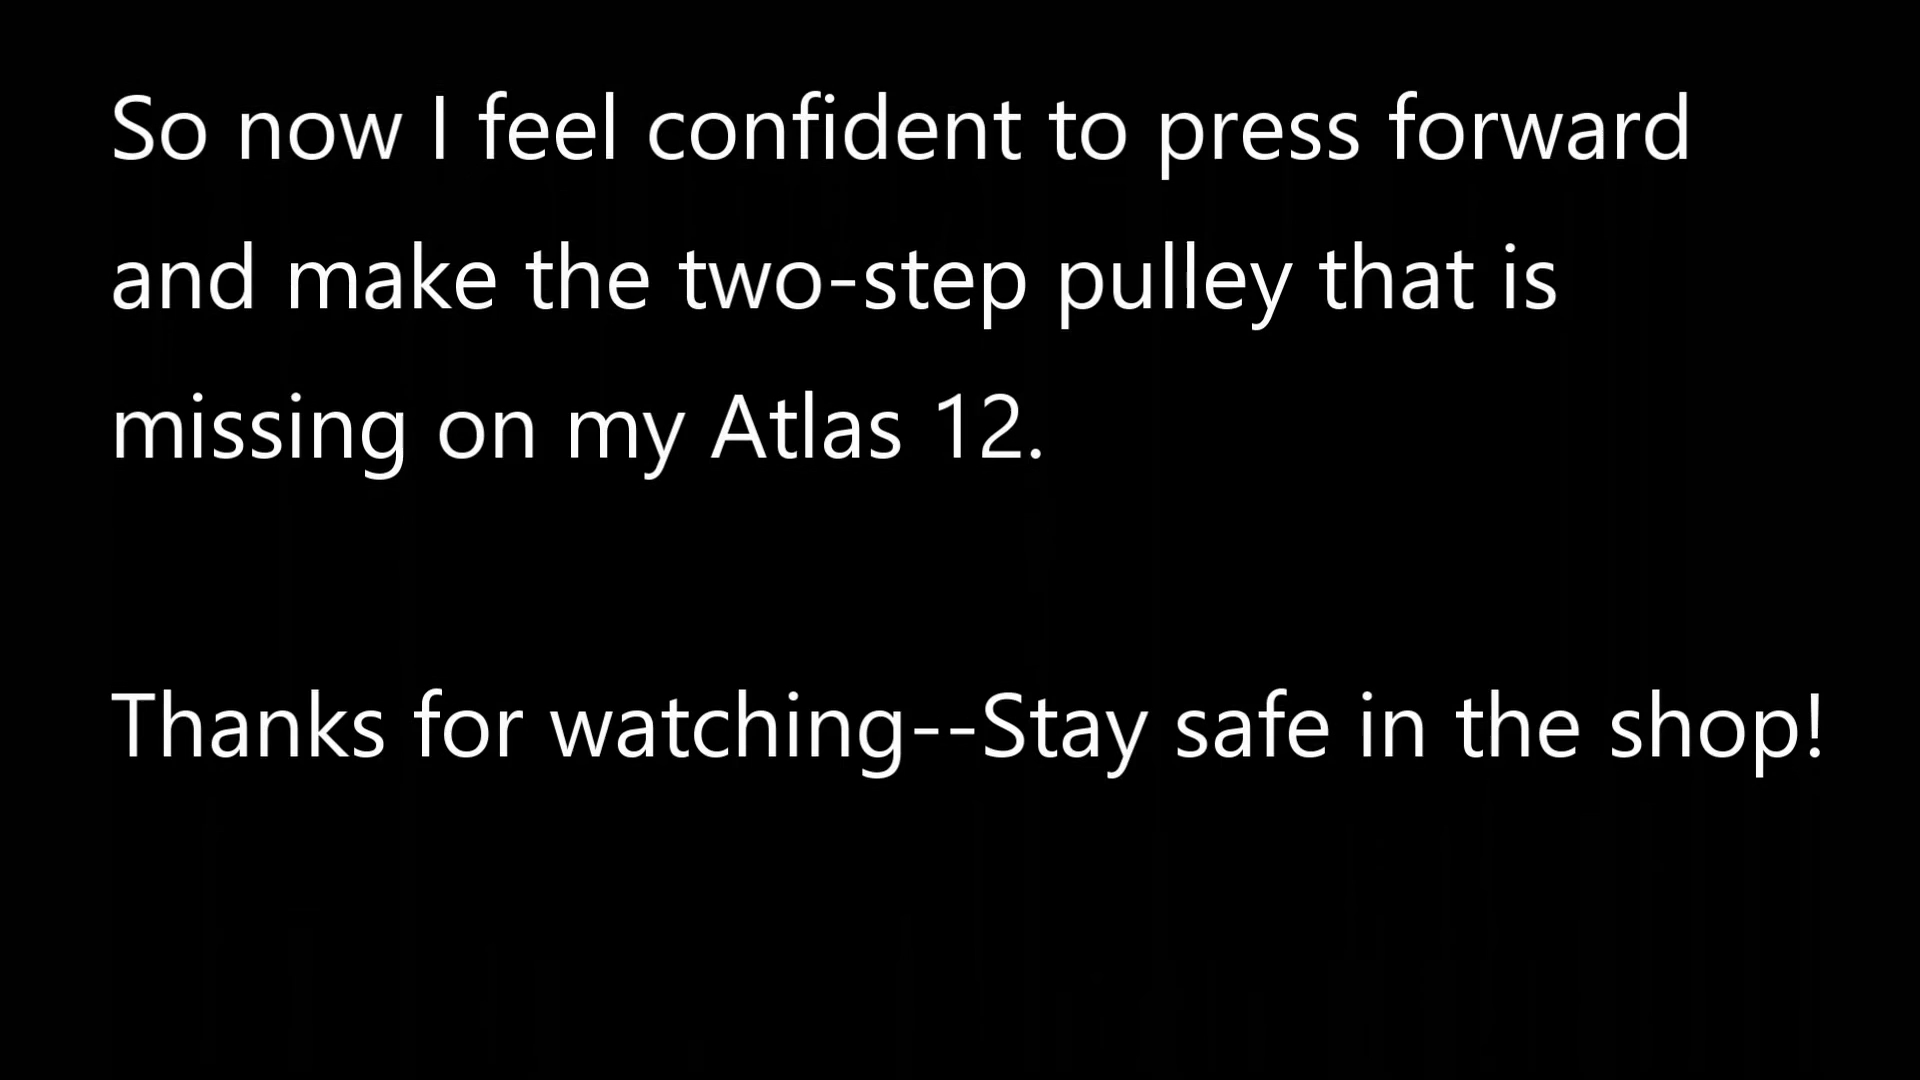 So now I feel confident to press forward
and make the two-step pulley that is
missing on my Atlas 12.
Thanks for watching--Stay safe in the shop!